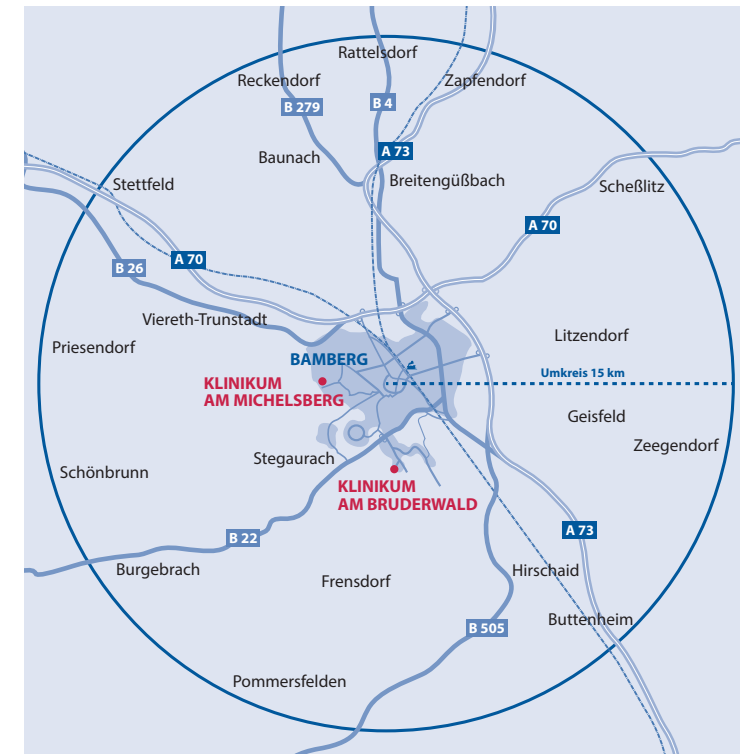 Rattelsdorf
Reckendorf
Zapfendorf
B 279
B 4
A 73
Baunach
Breitengüßbach
Stettfeld
Scheßlitz
A 70
A 70
B 26
Viereth-Trunstadt
Litzendorf
Priesendorf
BAMBERG
Umkreis 15 km
KLINIKUM
AM MICHELSBERG
Geisfeld
Zeegendorf
Stegaurach
Schönbrunn
KLINIKUM
AM BRUDERWALD
A 73
B 22
Burgebrach
Hirschaid
Frensdorf
Buttenheim
B 505
Pommersfelden